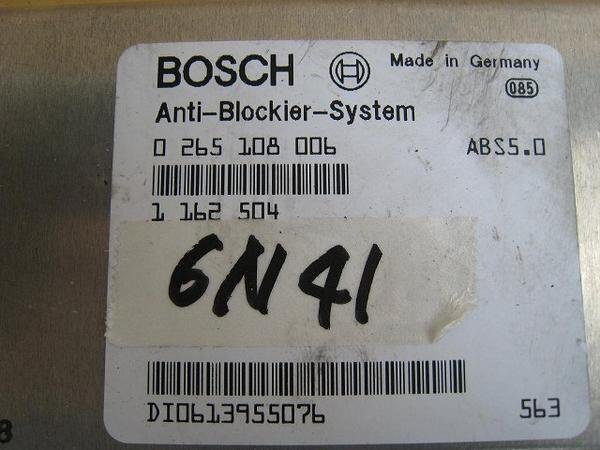 BOSCH Made in Germany
085
Anti-Blockier-System
0 265 108 006 ABS5.0
1 162 504
6N41
DI0613955076 563
8